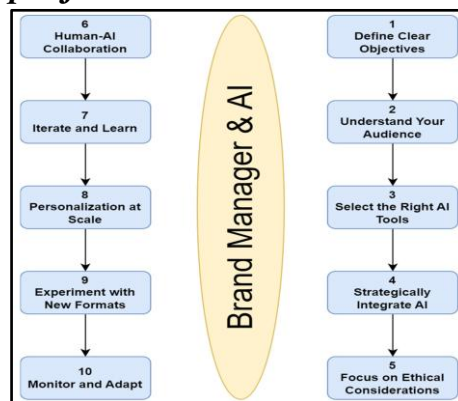 6
Human-AI
Collaboration
7
Iterate and Learn
8
Personalization at
Scale
9
Experiment with
New Formats
10
Monitor and Adapt
Brand Manager & AI
1
Define Clear
Objectives
2
Understand Your
Audience
3
Select the Right AI
Tools
4
Strategically
Integrate AI
5
Focus on Ethical
Considerations